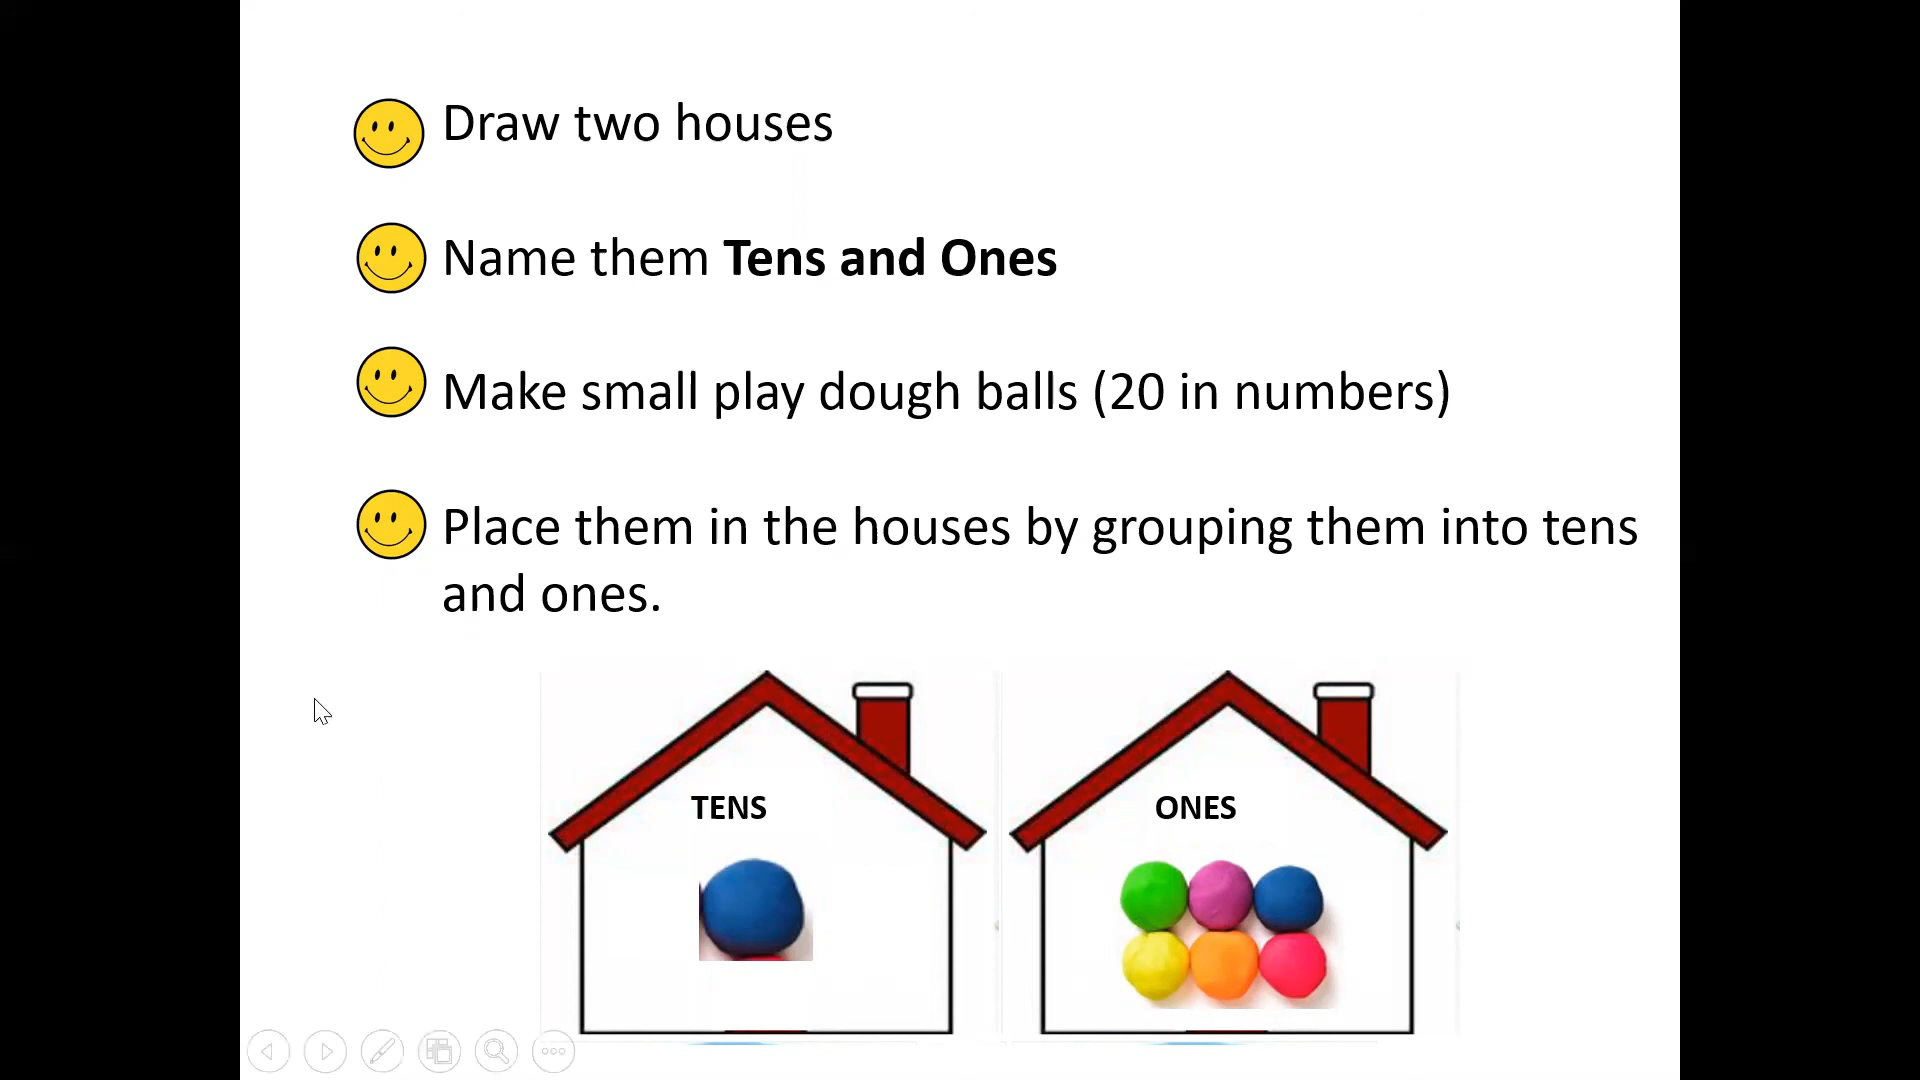 Draw two houses
Name them Tens and Ones
Make small play dough balls (20 in numbers)
Place them in the houses by grouping them into tens
and ones.
TENS
ONES